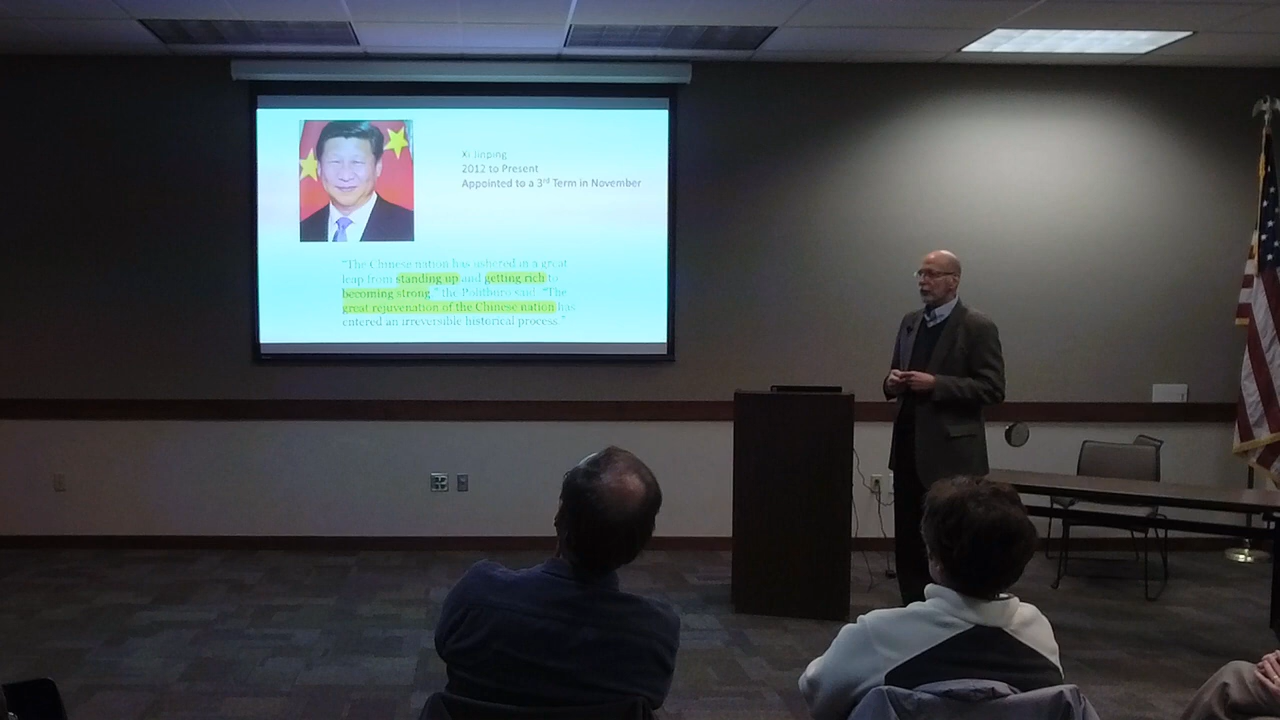 Xi Jinping
2012 to Present
Appointed to a 3rd Term in November
"The Chinese nation has ushered in a great
leap from standing up and getting rich to
becoming strong," the Politburo said. "The
great rejuvenation of the Chinese nation has
entered an irreversible historical process."